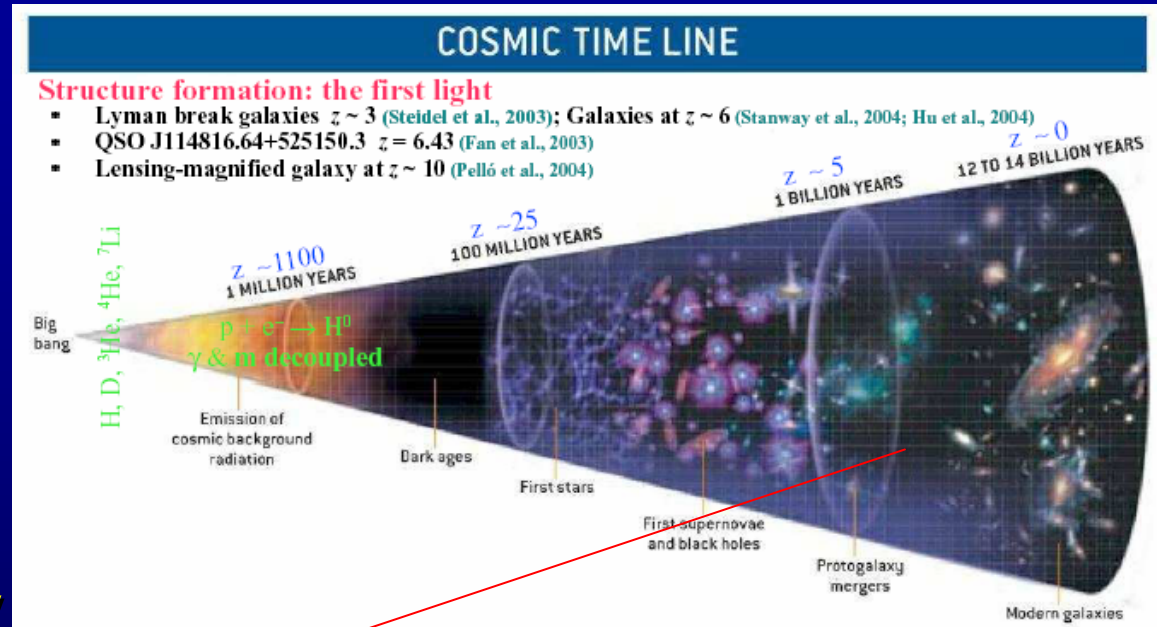 COSMIC TIME LINE
Structure formation: the first light
Lyman break galaxies z ~ 3 (Steidel et al., 2003); Galaxies at z ~ 6 (Stanway et al., 2004; Hu et al., 2004)
QSO J114816.64+525150.3 z = 6.43 (Fan et al., 2003)
Lensing-magnified galaxy at z ~ 10 (Pelló et al., 2004)
z ~0
12 TO 14 BILLION YEARS
z ~ 5
1 BILLION YEARS
z ~25
100 MILLION YEARS
z ~1100
1 MILLION YEARS
H, D, ³He, ⁴He, ⁷Li
Big
bang
p + e⁻ → H⁰
γ & m decoupled
Emission of
cosmic background
radiation
Dark ages
First stars
First supernovae
and black holes
Protogalaxy
mergers
Modern galaxies